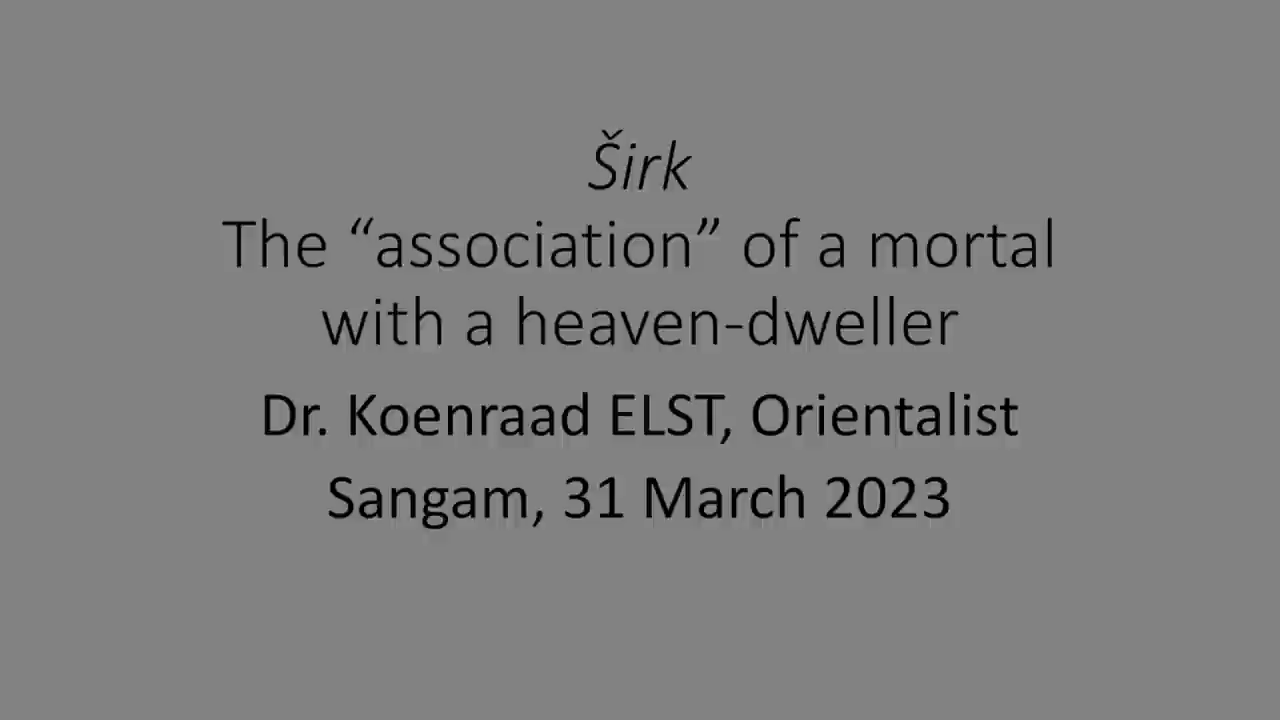 Širk
The “association” of a mortal
with a heaven-dweller
Dr. Koenraad ELST, Orientalist
Sangam, 31 March 2023